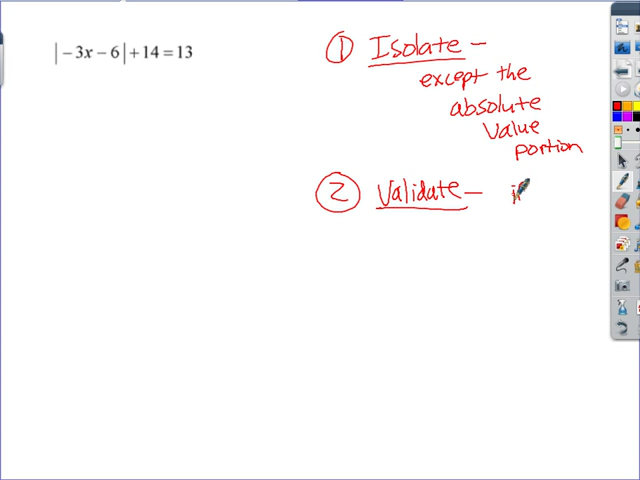 |−3x − 6| + 14 = 13
① Isolate –
except the
absolute
value
portion
② Validate – i